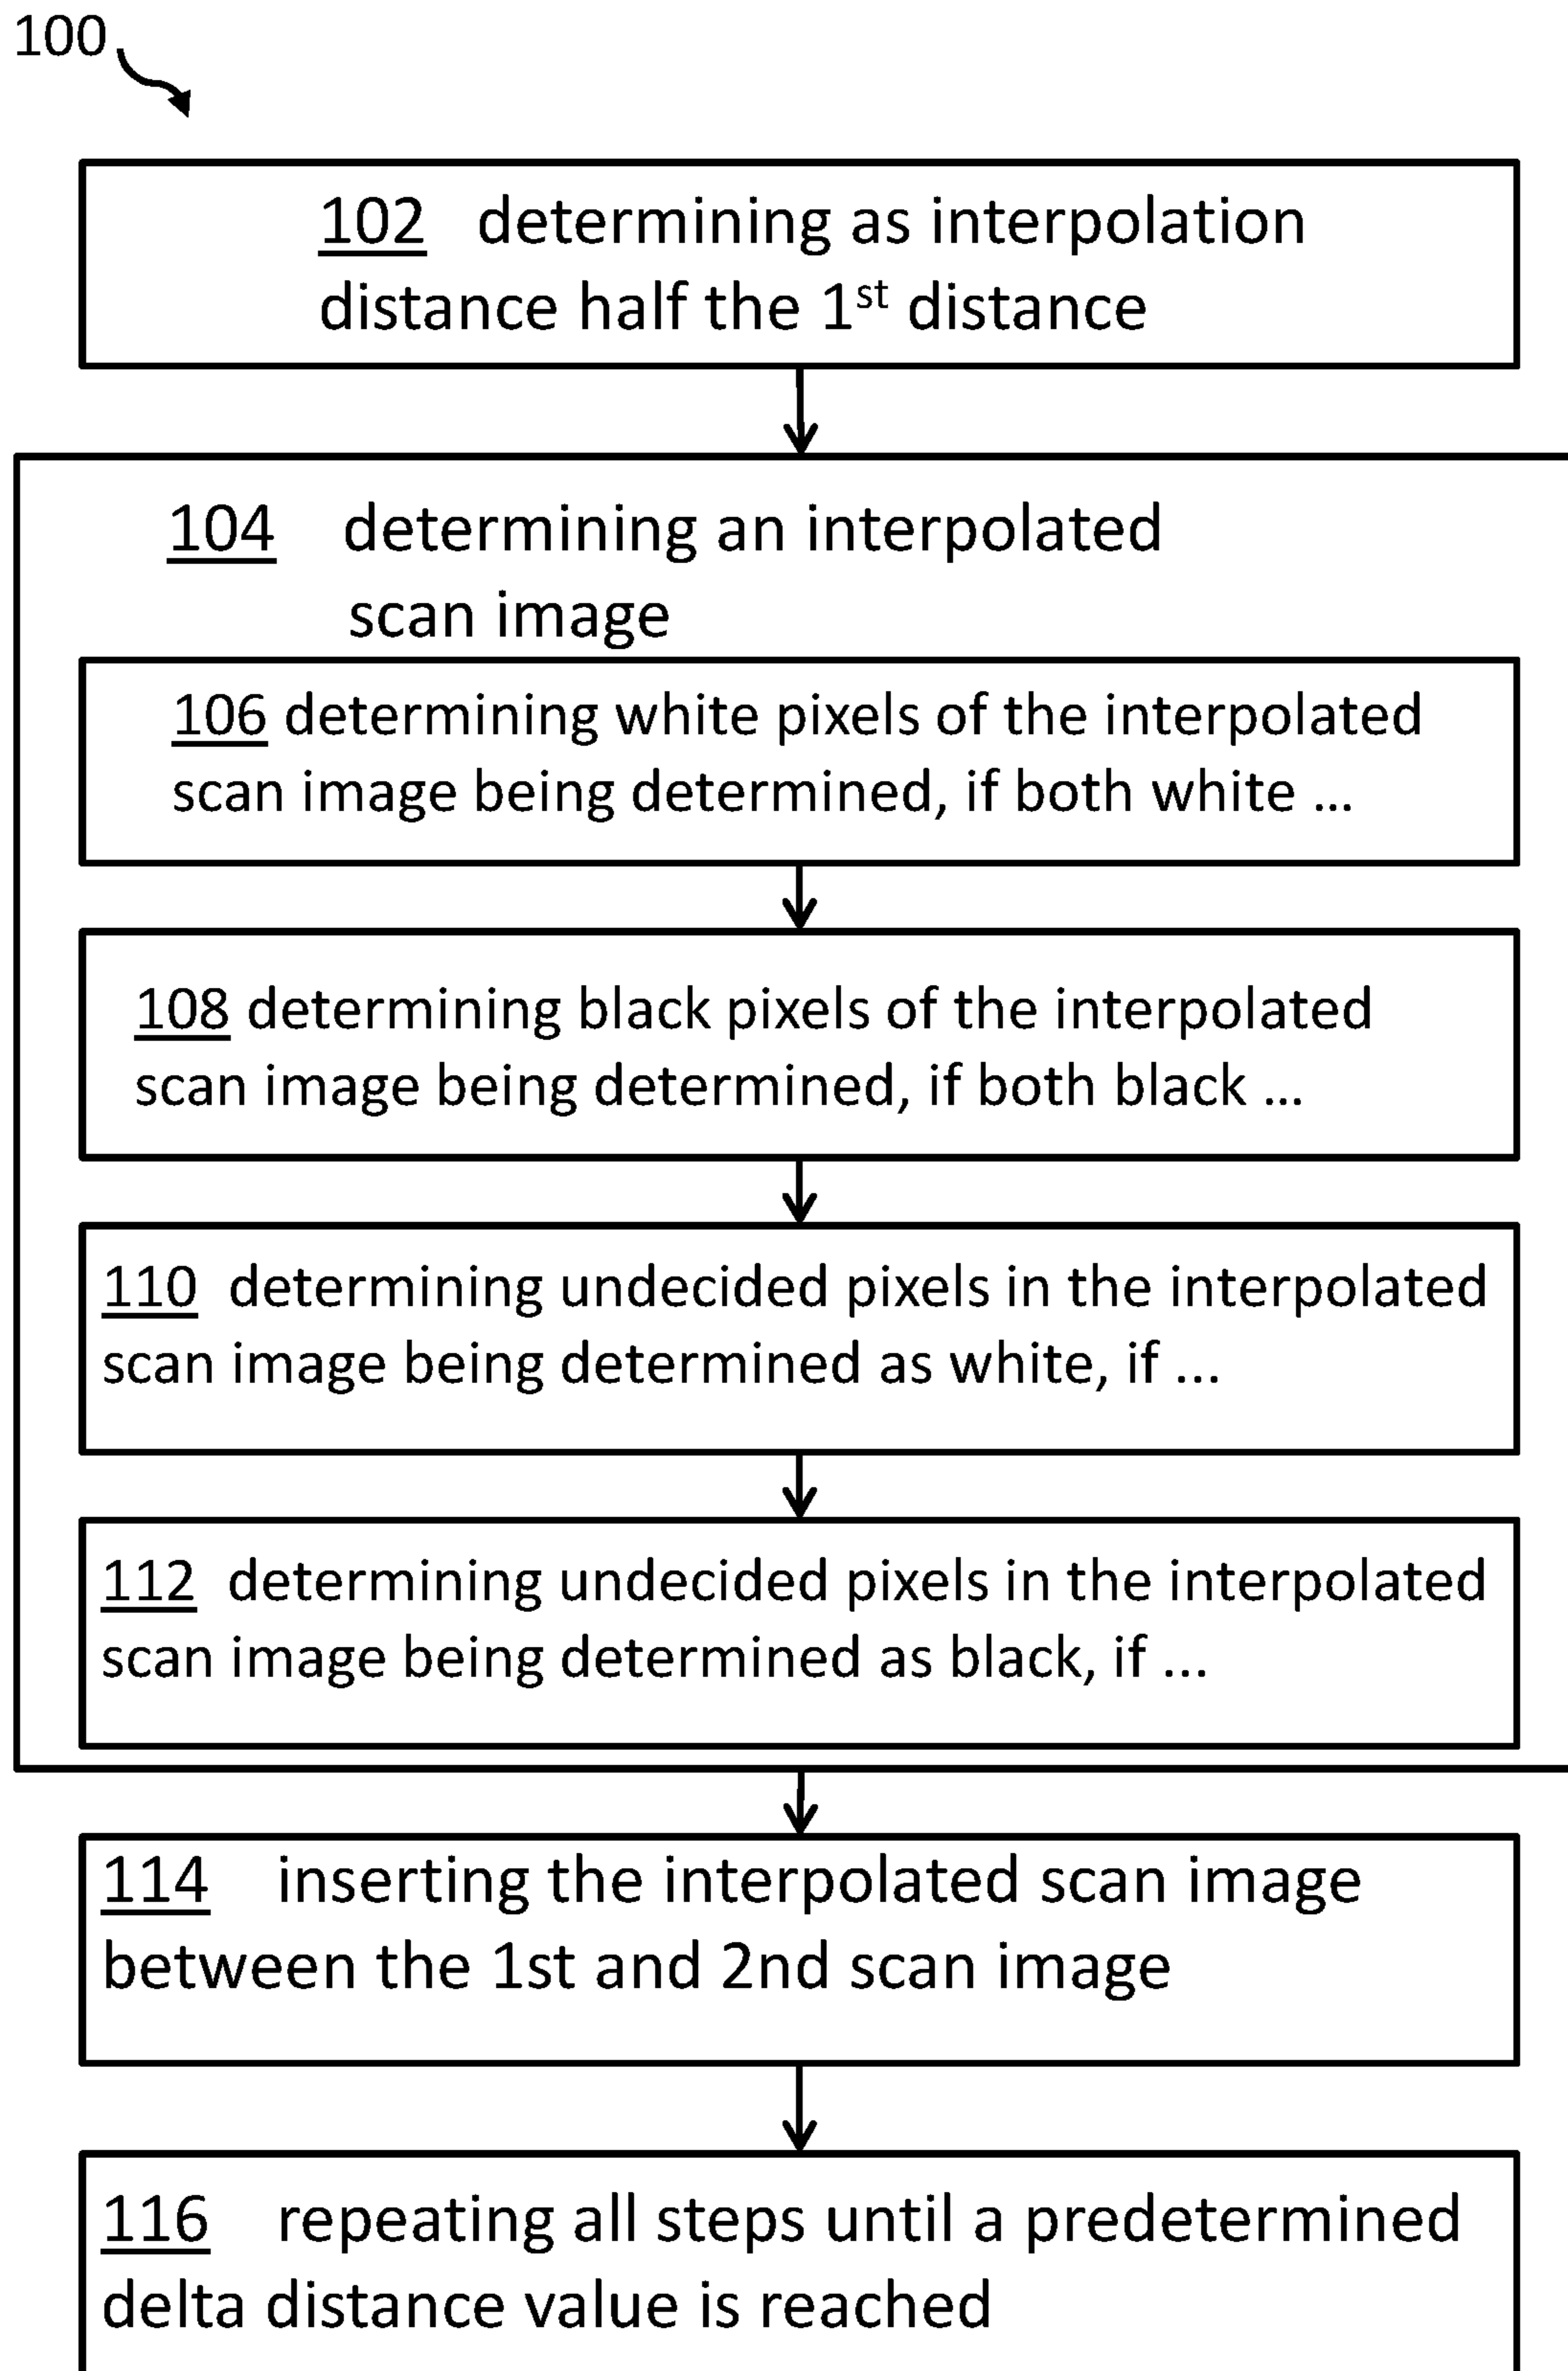 100
102 determining as interpolation
distance half the 1st distance
104 determining an interpolated
scan image
106 determining white pixels of the interpolated
scan image being determined, if both white ...
108 determining black pixels of the interpolated
scan image being determined, if both black ...
110 determining undecided pixels in the interpolated
scan image being determined as white, if ...
112 determining undecided pixels in the interpolated
scan image being determined as black, if ...
114 inserting the interpolated scan image
between the 1st and 2nd scan image
116 repeating all steps until a predetermined
delta distance value is reached